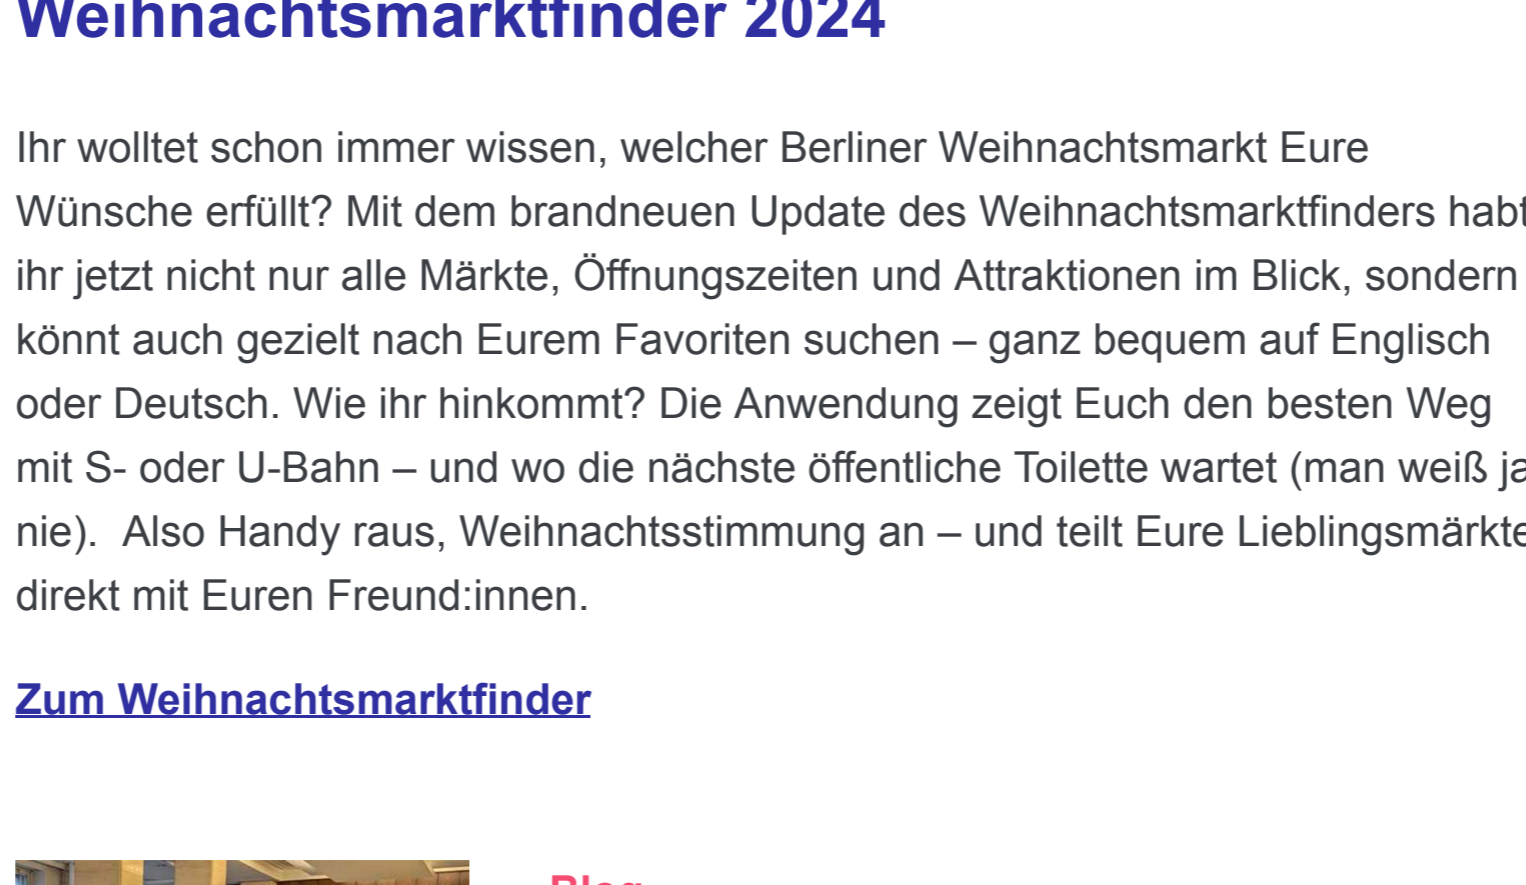 Weihnachtsmarktfinder 2024
Ihr wolltet schon immer wissen, welcher Berliner Weihnachtsmarkt Eure
Wünsche erfüllt? Mit dem brandneuen Update des Weihnachtsmarktfinders habt
ihr jetzt nicht nur alle Märkte, Öffnungszeiten und Attraktionen im Blick, sondern
könnt auch gezielt nach Eurem Favoriten suchen – ganz bequem auf Englisch
oder Deutsch. Wie ihr hinkommt? Die Anwendung zeigt Euch den besten Weg
mit S- oder U-Bahn – und wo die nächste öffentliche Toilette wartet (man weiß ja
nie).  Also Handy raus, Weihnachtsstimmung an – und teilt Eure Lieblingsmärkte
direkt mit Euren Freund:innen.
Zum Weihnachtsmarktfinder
Blog